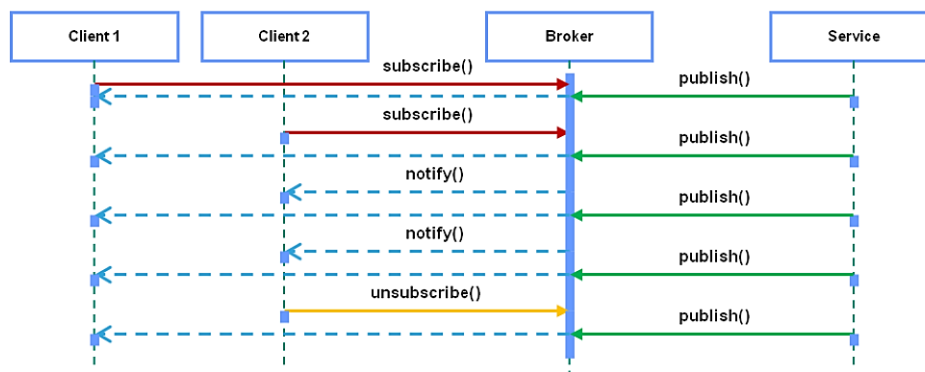 Client 1
Client 2
Broker
Service
subscribe()
publish()
subscribe()
publish()
notify()
publish()
notify()
publish()
unsubscribe()
publish()